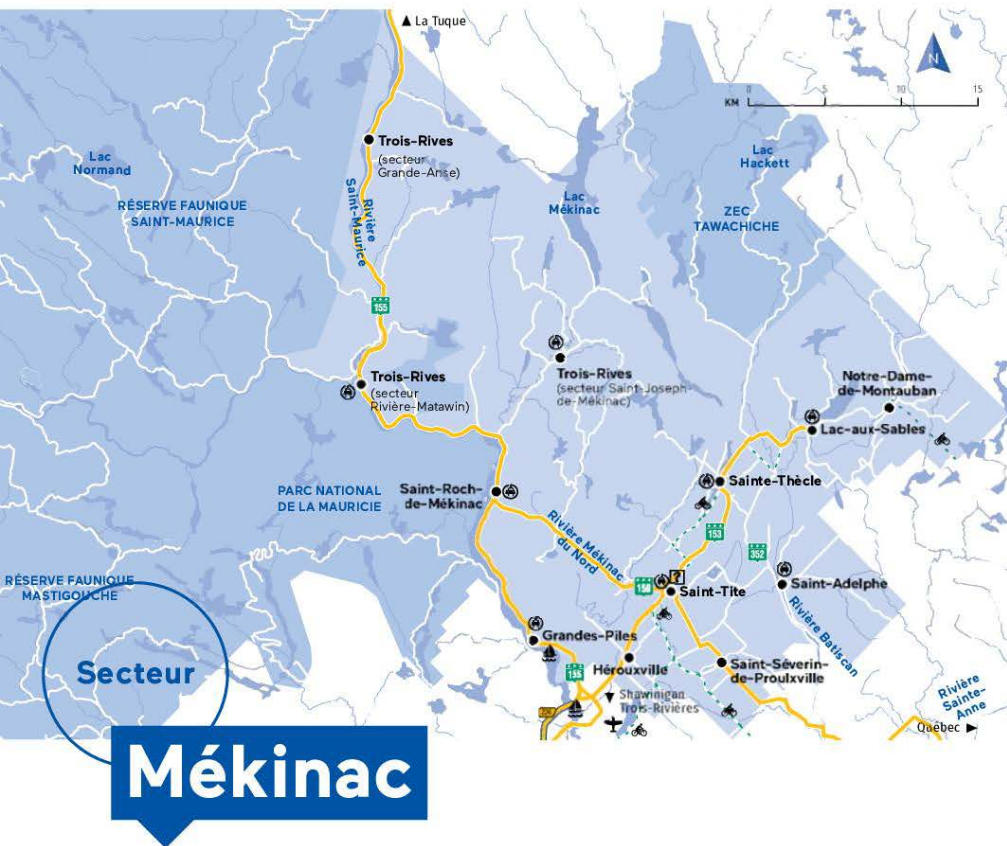 ▲ La Tuque
N
KM 0 5 10 15
Trois-Rives
(secteur
Grande-Anse)
Lac
Normand
RÉSERVE FAUNIQUE
SAINT-MAURICE
Rivière
Saint-Maurice
Lac
Mékinac
Lac
Hackett
ZEC
TAWACHICHE
155
Trois-Rives
(secteur
Rivière-Matawin)
Trois-Rives
(secteur Saint-Joseph-
de-Mékinac)
Notre-Dame-
de-Montauban
Lac-aux-Sables
Sainte-Thècle
PARC NATIONAL
DE LA MAURICIE
Saint-Roch-
de-Mékinac
Rivière Mékinac
du Nord
153
352
RÉSERVE FAUNIQUE
MASTIGOUCHE
?
Saint-Tite
Saint-Adelphe
Rivière Batiscan
Grandes-Piles
Hérouxville
Saint-Séverin-
de-Proulxville
155
Shawinigan
Trois-Rivières
Rivière
Sainte-
Anne
Québec ►
Secteur
Mékinac